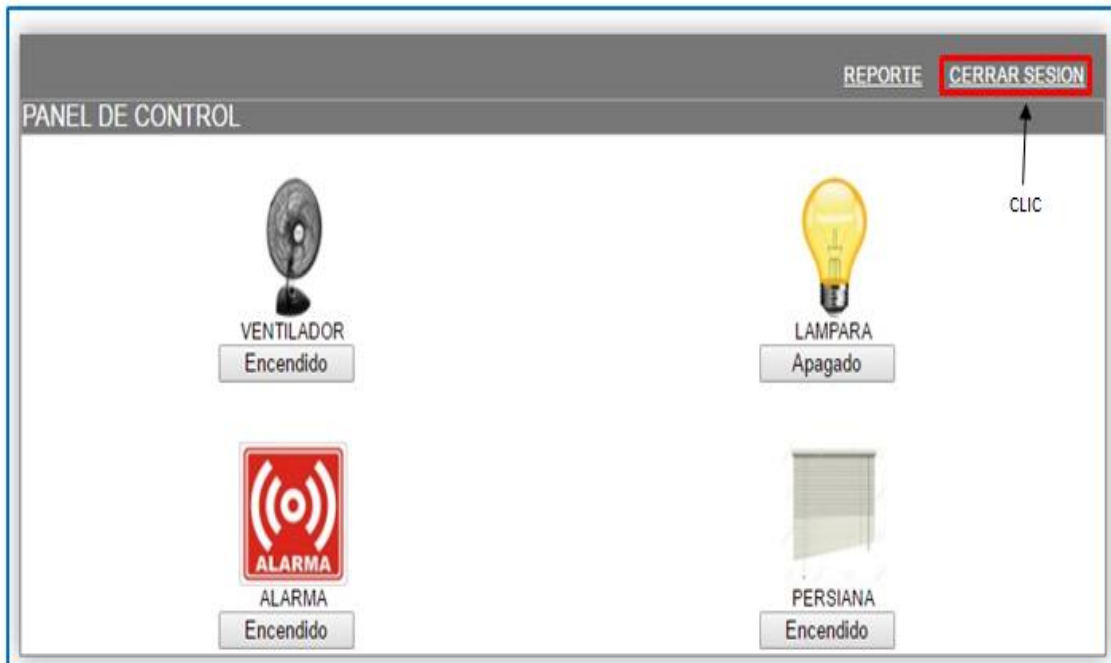 REPORTE CERRAR SESION
PANEL DE CONTROL
CLIC
VENTILADOR
Encendido
LAMPARA
Apagado
ALARMA
ALARMA
Encendido
PERSIANA
Encendido